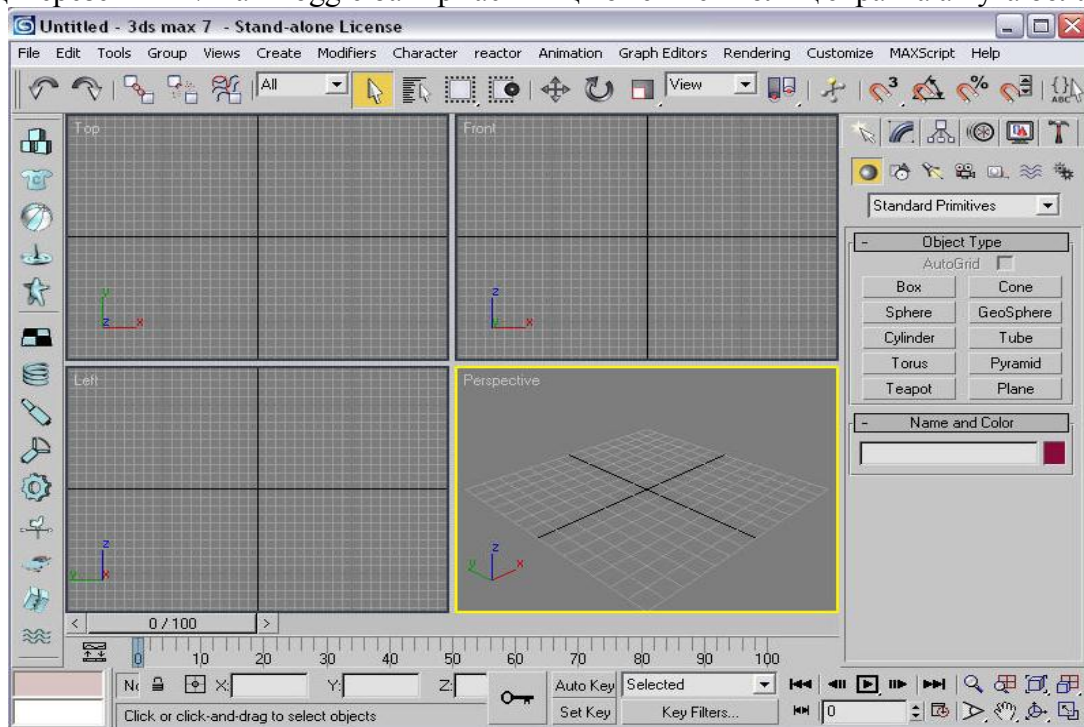 Untitled - 3ds max 7 - Stand-alone License
File Edit Tools Group Views Create Modifiers Character reactor Animation Graph Editors Rendering Customize MAXScript Help
All View 3 % ABC
Top Front
Standard Primitives
- Object Type
AutoGrid
Box Cone
Sphere GeoSphere
Cylinder Tube
Torus Pyramid
Teapot Plane
- Name and Color
y z x
z y x
Left Perspective
z y x
z y x
< 0 / 100 >
0 10 20 30 40 50 60 70 80 90 100
X: Y: Z: Auto Key Selected
Click or click-and-drag to select objects Set Key Key Filters... 0